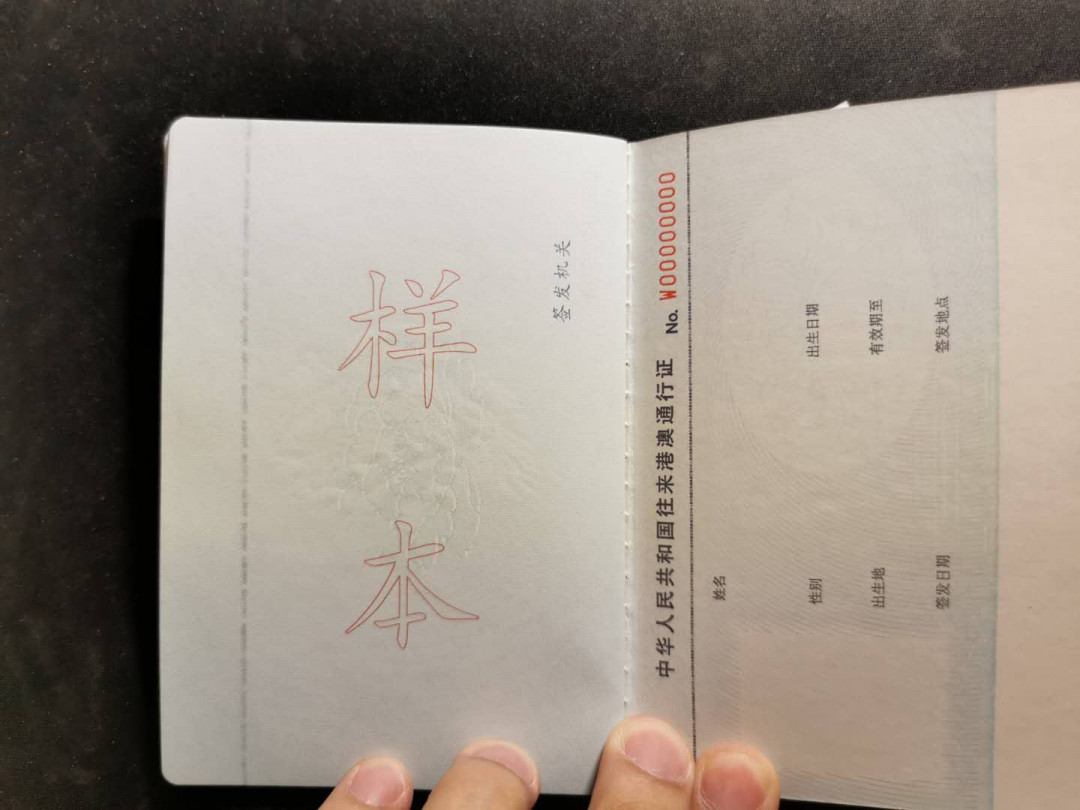 样本
签发机关
中华人民共和国往来港澳通行证 No. W00000000
姓名
性别 出生日期
出生地 有效期至
签发日期 签发地点